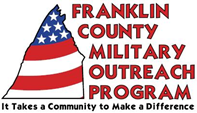 FRANKLIN
COUNTY
MILITARY
OUTREACH
PROGRAM
It Takes a Community to Make a Difference